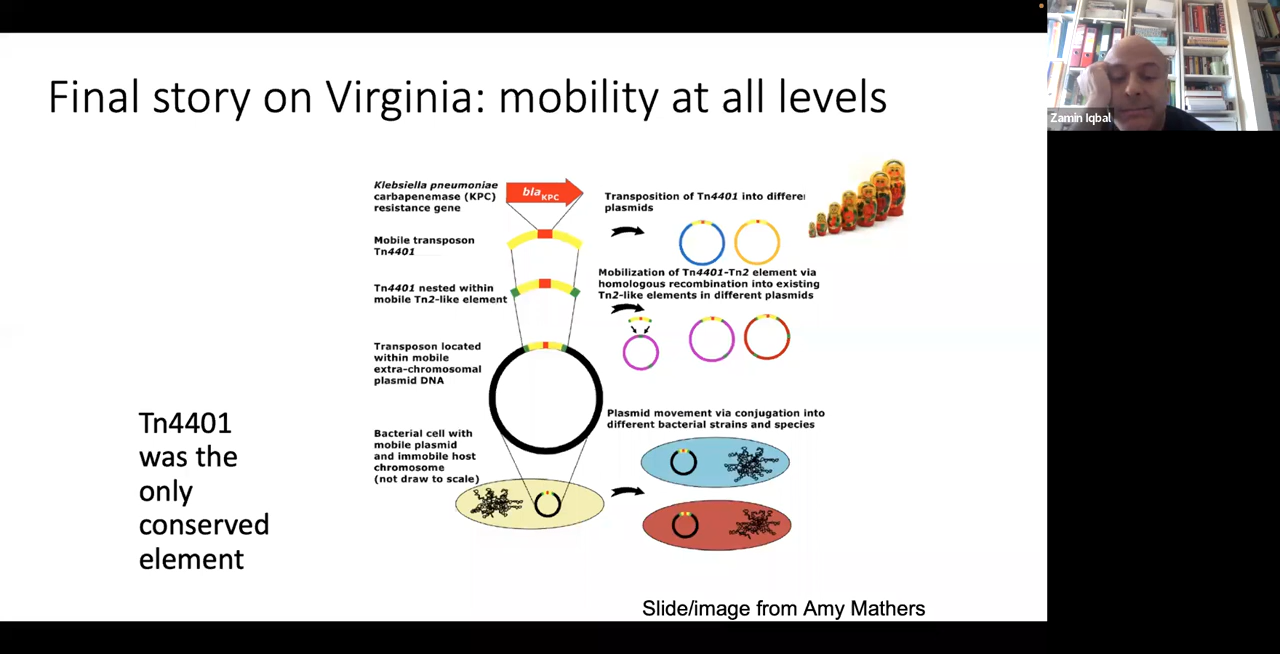 Final story on Virginia: mobility at all levels
Zamin Iqbal
Klebsiella pneumoniae
carbapenemase (KPC)
resistance gene
bla KPC
Transposition of Tn4401 into differe
plasmids
Mobile transposon
Tn4401
Mobilization of Tn4401-Tn2 element via
homologous recombination into existing
Tn2-like elements in different plasmids
Tn4401 nested within
mobile Tn2-like element
Transposon located
within mobile
extra-chromosomal
plasmid DNA
Plasmid movement via conjugation into
different bacterial strains and species
Bacterial cell with
mobile plasmid
and immobile host
chromosome
(not draw to scale)
Tn4401
was the
only
conserved
element
Slide/image from Amy Mathers